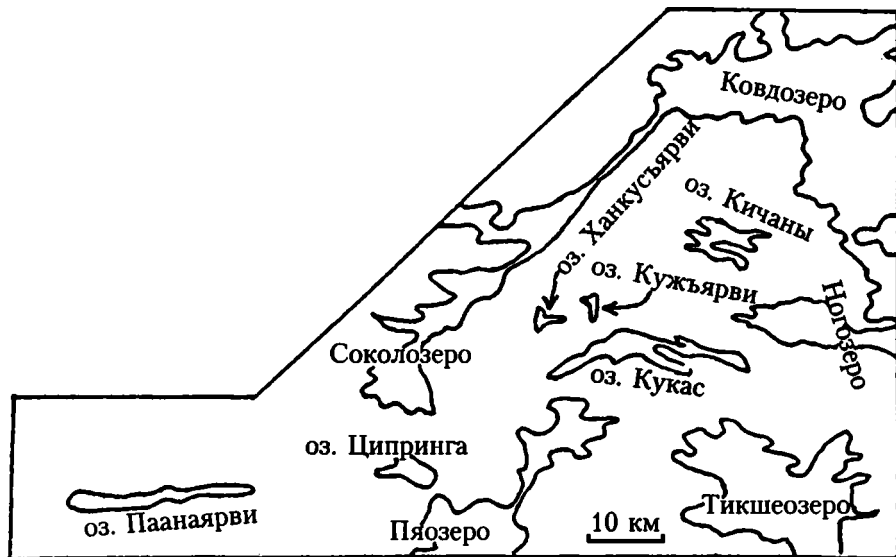 Ковдозеро
оз. Ханкусъярви
оз. Кичаны
оз. Кужъярви
Ногозеро
Соколозеро
оз. Кукас
оз. Ципринга
оз. Паанаярви
Пяозеро
10 км
Тикшеозеро